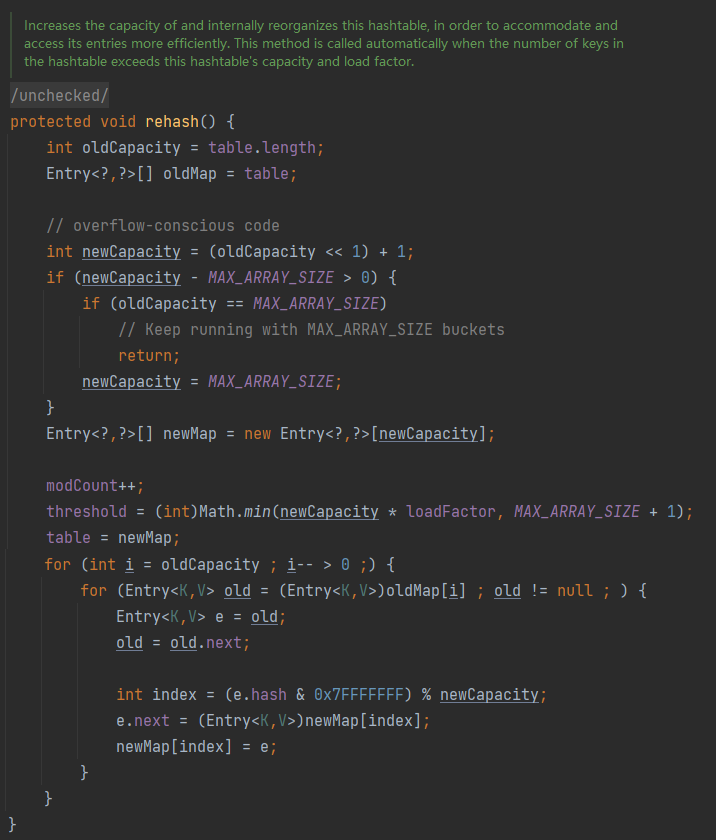 Increases the capacity of and internally reorganizes this hashtable, in order to accommodate and
access its entries more efficiently. This method is called automatically when the number of keys in
the hashtable exceeds this hashtable's capacity and load factor.
/unchecked/
protected void rehash() {
    int oldCapacity = table.length;
    Entry<?,?>[] oldMap = table;

    // overflow-conscious code
    int newCapacity = (oldCapacity << 1) + 1;
    if (newCapacity - MAX_ARRAY_SIZE > 0) {
        if (oldCapacity == MAX_ARRAY_SIZE)
            // Keep running with MAX_ARRAY_SIZE buckets
            return;
        newCapacity = MAX_ARRAY_SIZE;
    }
    Entry<?,?>[] newMap = new Entry<?,?>[newCapacity];

    modCount++;
    threshold = (int)Math.min(newCapacity * loadFactor, MAX_ARRAY_SIZE + 1);
    table = newMap;
    for (int i = oldCapacity ; i-- > 0 ;) {
        for (Entry<K,V> old = (Entry<K,V>)oldMap[i] ; old != null ; ) {
            Entry<K,V> e = old;
            old = old.next;

            int index = (e.hash & 0x7FFFFFFF) % newCapacity;
            e.next = (Entry<K,V>)newMap[index];
            newMap[index] = e;
        }
    }
}